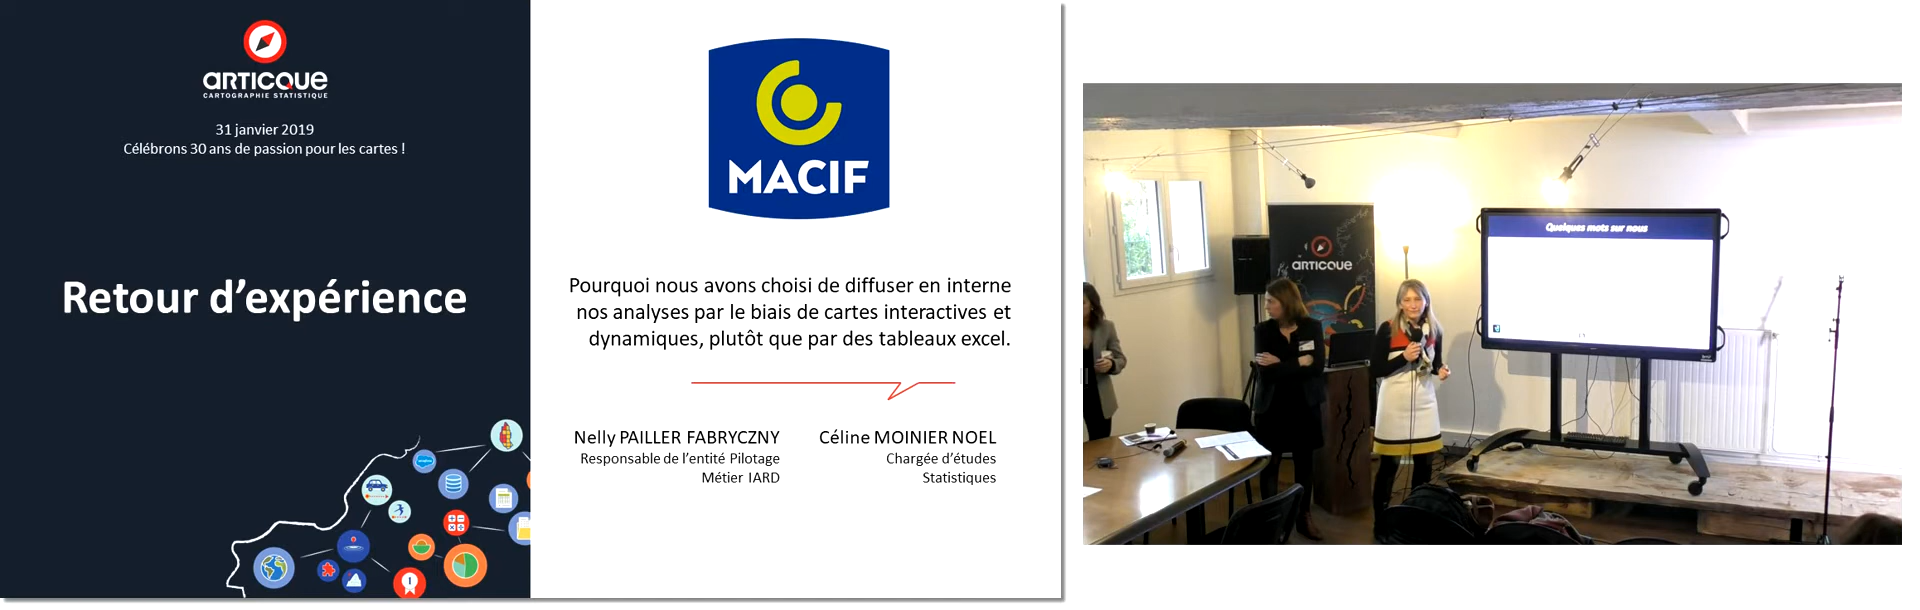 ARTICQUE
CARTOGRAPHIE STATISTIQUE
31 janvier 2019
Célébrons 30 ans de passion pour les cartes !
Retour d’expérience
MACIF
Pourquoi nous avons choisi de diffuser en interne
nos analyses par le biais de cartes interactives et
dynamiques, plutôt que par des tableaux excel.
Nelly PAILLER FABRYCZNY
Responsable de l’entité Pilotage
Métier IARD
Céline MOINIER NOEL
Chargée d’études
Statistiques
ARTICQUE
Quelques mots sur nous